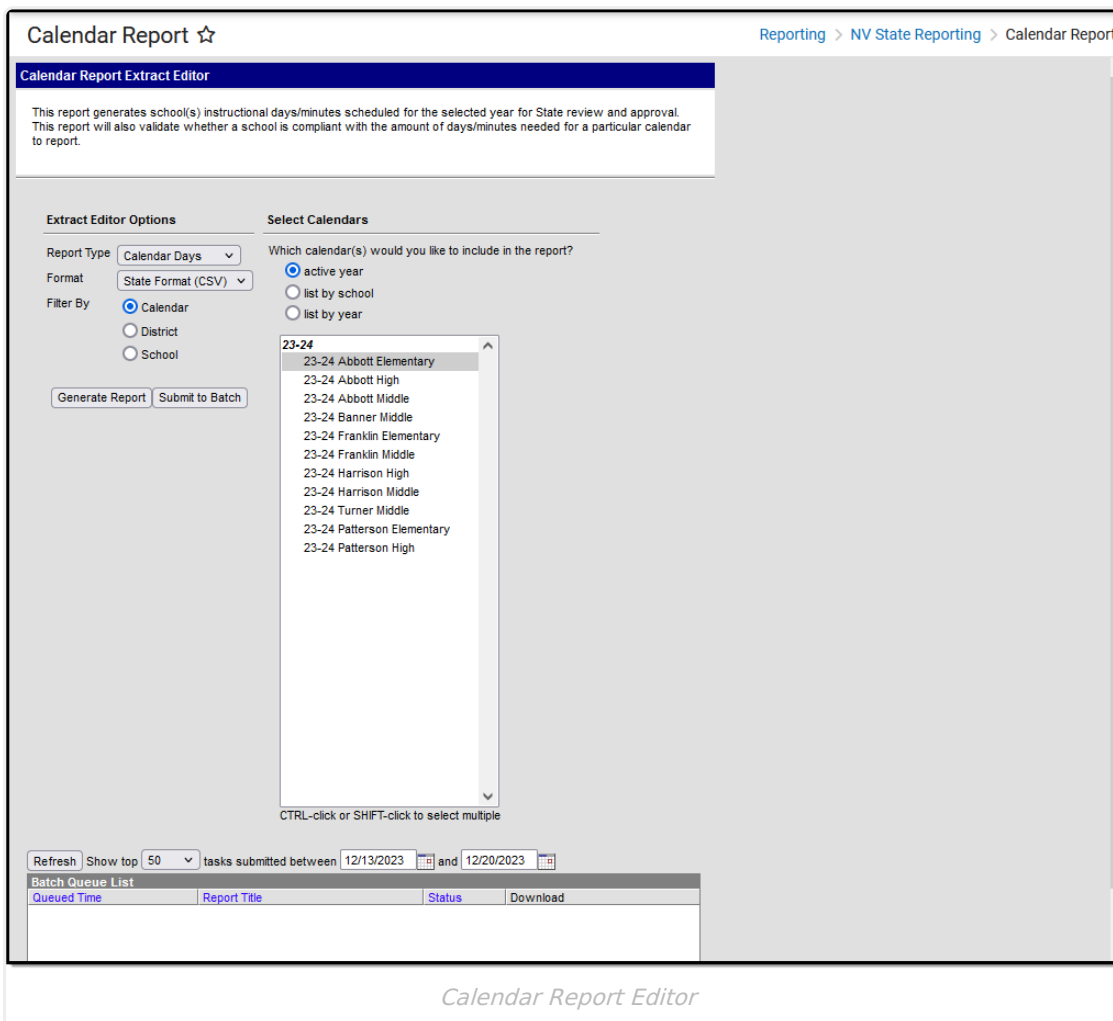 Calendar Report
Reporting > NV State Reporting > Calendar Report
Calendar Report Extract Editor
This report generates school(s) instructional days/minutes scheduled for the selected year for State review and approval.
This report will also validate whether a school is compliant with the amount of days/minutes needed for a particular calendar
to report.
Extract Editor Options
Report Type Calendar Days
Format State Format (CSV)
Filter By Calendar
District
School
Generate Report Submit to Batch
Select Calendars
Which calendar(s) would you like to include in the report?
active year
list by school
list by year
23-24
23-24 Abbott Elementary
23-24 Abbott High
23-24 Abbott Middle
23-24 Banner Middle
23-24 Franklin Elementary
23-24 Franklin Middle
23-24 Harrison High
23-24 Harrison Middle
23-24 Turner Middle
23-24 Patterson Elementary
23-24 Patterson High
CTRL-click or SHIFT-click to select multiple
Refresh Show top 50 tasks submitted between 12/13/2023 and 12/20/2023
Batch Queue List
Queued Time Report Title Status Download
Calendar Report Editor